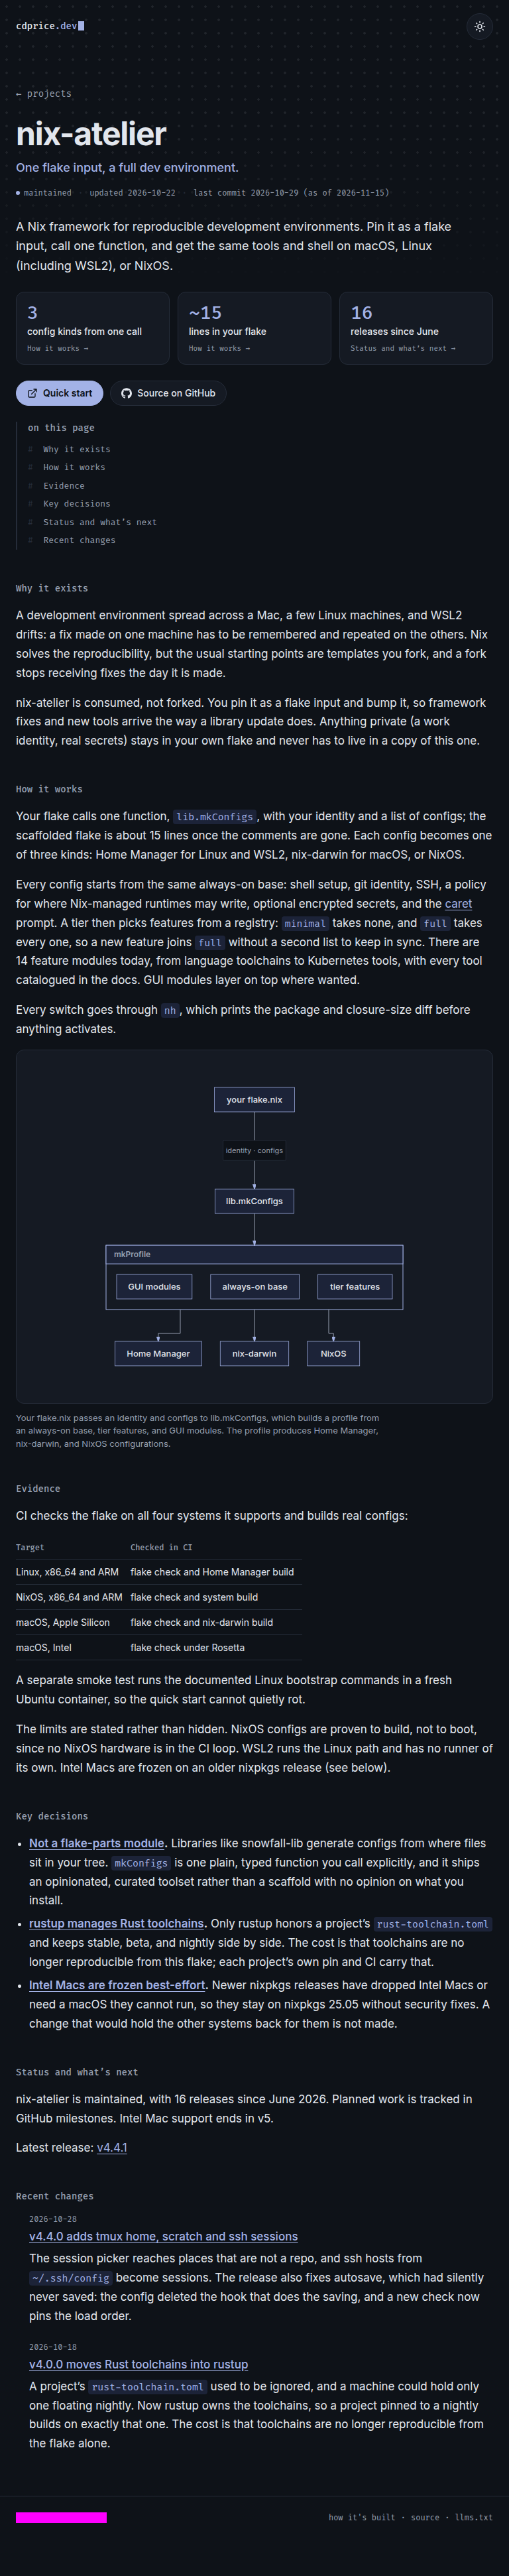 cdprice.dev
← projects
nix-atelier
One flake input, a full dev environment.
maintained · updated 2026-10-22 · last commit 2026-10-29 (as of 2026-11-15)
A Nix framework for reproducible development environments. Pin it as a flake
input, call one function, and get the same tools and shell on macOS, Linux
(including WSL2), or NixOS.
3
config kinds from one call
How it works →
~15
lines in your flake
How it works →
16
releases since June
Status and what's next →
Quick start
Source on GitHub
on this page
# Why it exists
# How it works
# Evidence
# Key decisions
# Status and what's next
# Recent changes
Why it exists
A development environment spread across a Mac, a few Linux machines, and WSL2
drifts: a fix made on one machine has to be remembered and repeated on the others. Nix
solves the reproducibility, but the usual starting points are templates you fork, and a fork
stops receiving fixes the day it is made.
nix-atelier is consumed, not forked. You pin it as a flake input and bump it, so framework
fixes and new tools arrive the way a library update does. Anything private (a work
identity, real secrets) stays in your own flake and never has to live in a copy of this one.
How it works
Your flake calls one function, lib.mkConfigs, with your identity and a list of configs; the
scaffolded flake is about 15 lines once the comments are gone. Each config becomes one
of three kinds: Home Manager for Linux and WSL2, nix-darwin for macOS, or NixOS.
Every config starts from the same always-on base: shell setup, git identity, SSH, a policy
for where Nix-managed runtimes may write, optional encrypted secrets, and the caret
prompt. A tier then picks features from a registry: minimal takes none, and full takes
every one, so a new feature joins full without a second list to keep in sync. There are
14 feature modules today, from language toolchains to Kubernetes tools, with every tool
catalogued in the docs. GUI modules layer on top where wanted.
Every switch goes through nh, which prints the package and closure-size diff before
anything activates.
your flake.nix
identity · configs
lib.mkConfigs
mkProfile
GUI modules
always-on base
tier features
Home Manager
nix-darwin
NixOS
Your flake.nix passes an identity and configs to lib.mkConfigs, which builds a profile from
an always-on base, tier features, and GUI modules. The profile produces Home Manager,
nix-darwin, and NixOS configurations.
Evidence
CI checks the flake on all four systems it supports and builds real configs:
Target Checked in CI
Linux, x86_64 and ARM flake check and Home Manager build
NixOS, x86_64 and ARM flake check and system build
macOS, Apple Silicon flake check and nix-darwin build
macOS, Intel flake check under Rosetta
A separate smoke test runs the documented Linux bootstrap commands in a fresh
Ubuntu container, so the quick start cannot quietly rot.
The limits are stated rather than hidden. NixOS configs are proven to build, not to boot,
since no NixOS hardware is in the CI loop. WSL2 runs the Linux path and has no runner of
its own. Intel Macs are frozen on an older nixpkgs release (see below).
Key decisions
• Not a flake-parts module. Libraries like snowfall-lib generate configs from where files
sit in your tree. mkConfigs is one plain, typed function you call explicitly, and it ships
an opinionated, curated toolset rather than a scaffold with no opinion on what you
install.
• rustup manages Rust toolchains. Only rustup honors a project's rust-toolchain.toml
and keeps stable, beta, and nightly side by side. The cost is that toolchains are no
longer reproducible from this flake; each project's own pin and CI carry that.
• Intel Macs are frozen best-effort. Newer nixpkgs releases have dropped Intel Macs or
need a macOS they cannot run, so they stay on nixpkgs 25.05 without security fixes. A
change that would hold the other systems back for them is not made.
Status and what's next
nix-atelier is maintained, with 16 releases since June 2026. Planned work is tracked in
GitHub milestones. Intel Mac support ends in v5.
Latest release: v4.4.1
Recent changes
2026-10-28
v4.4.0 adds tmux home, scratch and ssh sessions
The session picker reaches places that are not a repo, and ssh hosts from
~/.ssh/config become sessions. The release also fixes autosave, which had silently
never saved: the config deleted the hook that does the saving, and a new check now
pins the load order.
2026-10-18
v4.0.0 moves Rust toolchains into rustup
A project's rust-toolchain.toml used to be ignored, and a machine could hold only
one floating nightly. Now rustup owns the toolchains, so a project pinned to a nightly
builds on exactly that one. The cost is that toolchains are no longer reproducible from
the flake alone.
how it's built · source · llms.txt